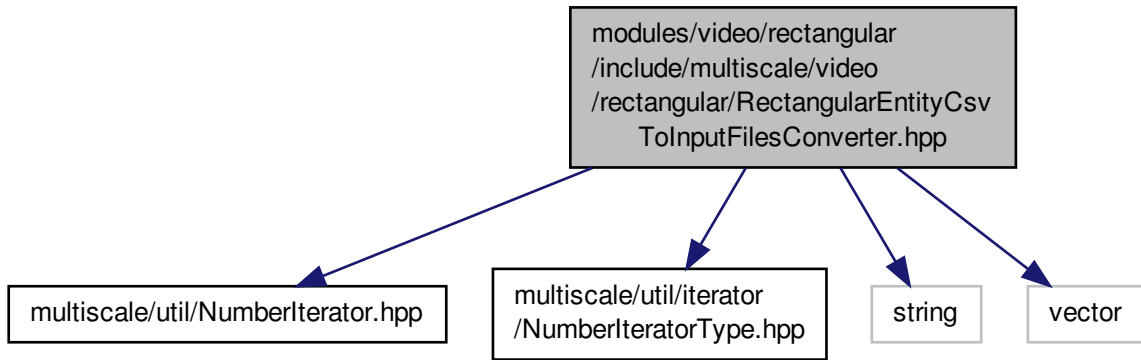 modules/video/rectangular
/include/multiscale/video
/rectangular/RectangularEntityCsv
ToInputFilesConverter.hpp
multiscale/util/NumberIterator.hpp
multiscale/util/iterator
/NumberIteratorType.hpp
string
vector